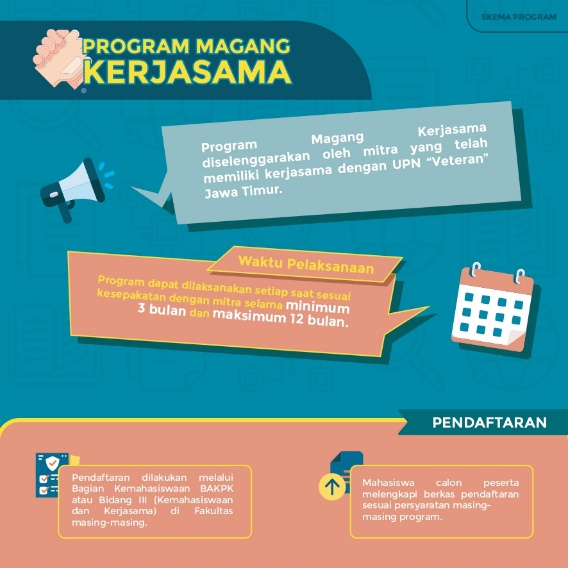 SKEMA PROGRAM
PROGRAM MAGANG
KERJASAMA
Program Magang Kerjasama
diselenggarakan oleh mitra yang telah
memiliki kerjasama dengan UPN “Veteran”
Jawa Timur.
Waktu Pelaksanaan
Program dapat dilaksanakan setiap saat sesuai
kesepakatan dengan mitra selama minimum
3 bulan dan maksimum 12 bulan.
PENDAFTARAN
Pendaftaran dilakukan melalui
Bagian Kemahasiswaan BAKPK
atau Bidang III (Kemahasiswaan
dan Kerjasama) di Fakultas
masing-masing.
Mahasiswa calon peserta
melengkapi berkas pendaftaran
sesuai persyaratan masing-
masing program.